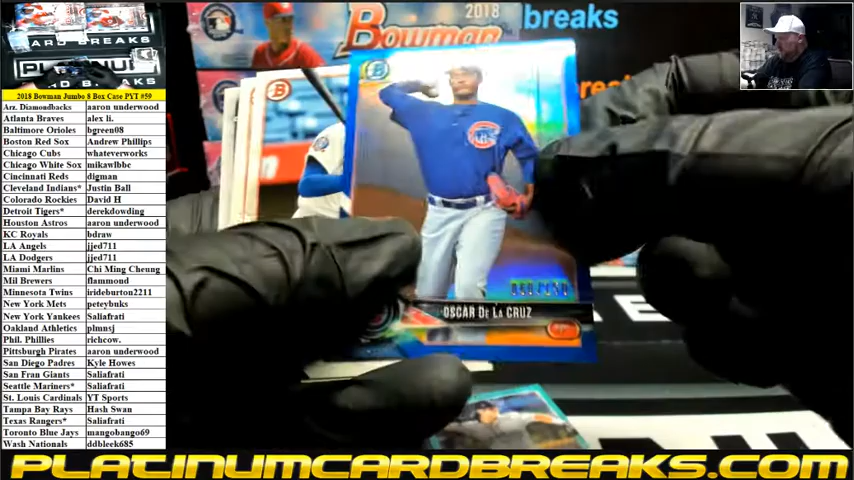 2018 Bowman Jumbo 8 Box Case PYT #59
Arz. Diamondbacks aaron underwood
Atlanta Braves alex li.
Baltimore Orioles bgreen08
Boston Red Sox Andrew Phillips
Chicago Cubs whateverworks
Chicago White Sox mikawlbbc
Cincinnati Reds digman
Cleveland Indians* Justin Ball
Colorado Rockies David H
Detroit Tigers* derekdowding
Houston Astros aaron underwood
KC Royals bdraw
LA Angels jjed711
LA Dodgers jjed711
Miami Marlins Chi Ming Cheung
Mil Brewers flammond
Minnesota Twins irideburton2211
New York Mets peteybuks
New York Yankees Saliafrati
Oakland Athletics plmnsj
Phil. Phillies richcow.
Pittsburgh Pirates aaron underwood
San Diego Padres Kyle Howes
San Fran Giants Saliafrati
Seattle Mariners* Saliafrati
St. Louis Cardinals YT Sports
Tampa Bay Rays Hash Swan
Texas Rangers* Saliafrati
Toronto Blue Jays mangobango69
Wash Nationals ddbleek685
CARD BREAKS
2018
Bowman
breaks
B
CUBS
OSCAR DE LA CRUZ
PLATINUMCARDBREAKS.COM